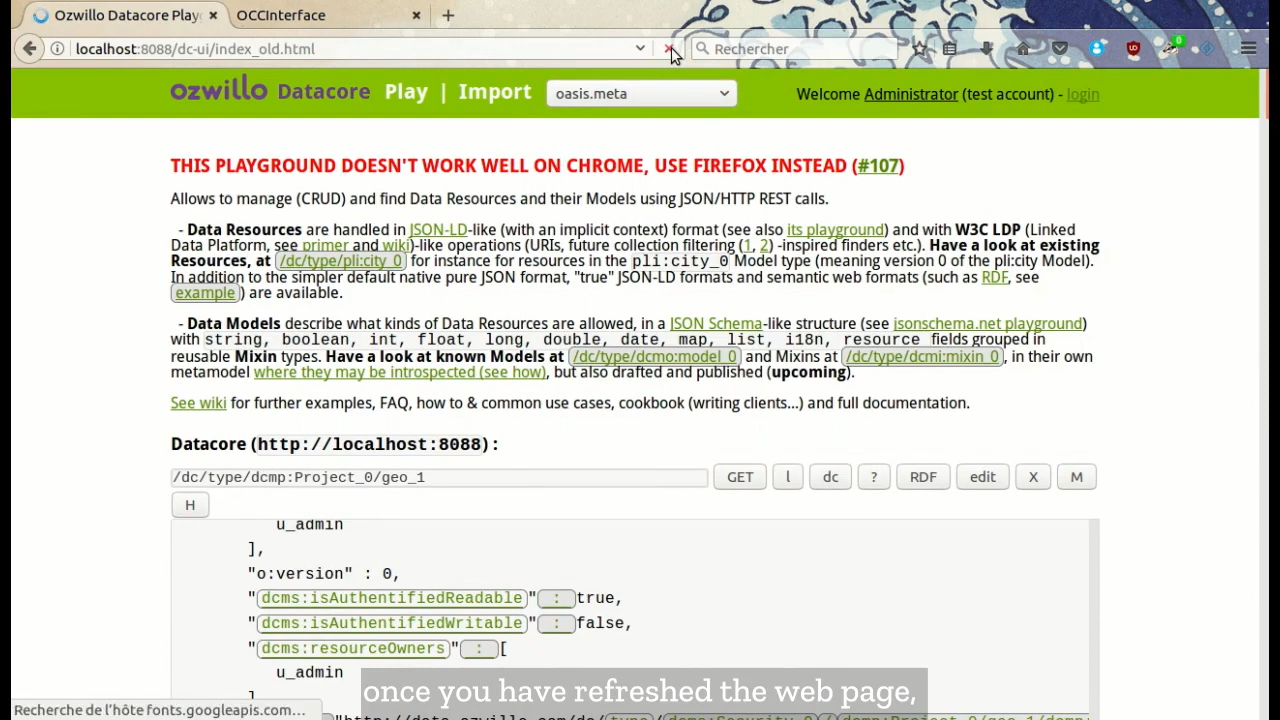 Ozwillo Datacore Play
OCCInterface
localhost:8088/dc-ui/index_old.html
Rechercher
0
ozwillo Datacore Play | Import oasis.meta Welcome Administrator (test account) - login
THIS PLAYGROUND DOESN'T WORK WELL ON CHROME, USE FIREFOX INSTEAD (#107)
Allows to manage (CRUD) and find Data Resources and their Models using JSON/HTTP REST calls.
- Data Resources are handled in JSON-LD-like (with an implicit context) format (see also its playground) and with W3C LDP (Linked
Data Platform, see primer and wiki)-like operations (URIs, future collection filtering (1, 2) -inspired finders etc.). Have a look at existing
Resources, at /dc/type/pli:city_0 for instance for resources in the pli:city_0 Model type (meaning version 0 of the pli:city Model).
In addition to the simpler default native pure JSON format, "true" JSON-LD formats and semantic web formats (such as RDF, see
example) are available.
- Data Models describe what kinds of Data Resources are allowed, in a JSON Schema-like structure (see jsonschema.net playground)
with string, boolean, int, float, long, double, date, map, list, i18n, resource fields grouped in
reusable Mixin types. Have a look at known Models at /dc/type/dcmo:model_0 and Mixins at /dc/type/dcmi:mixin_0, in their own
metamodel where they may be introspected (see how), but also drafted and published (upcoming).
See wiki for further examples, FAQ, how to & common use cases, cookbook (writing clients...) and full documentation.
Datacore (http://localhost:8088):
/dc/type/dcmp:Project_0/geo_1 GET l dc ? RDF edit X M
H
u_admin
],
"o:version" : 0,
"dcms:isAuthentifiedReadable" : true,
"dcms:isAuthentifiedWritable" : false,
"dcms:resourceOwners" : [
u_admin
once you have refreshed the web page,
Recherche de l'hôte fonts.googleapis.com…